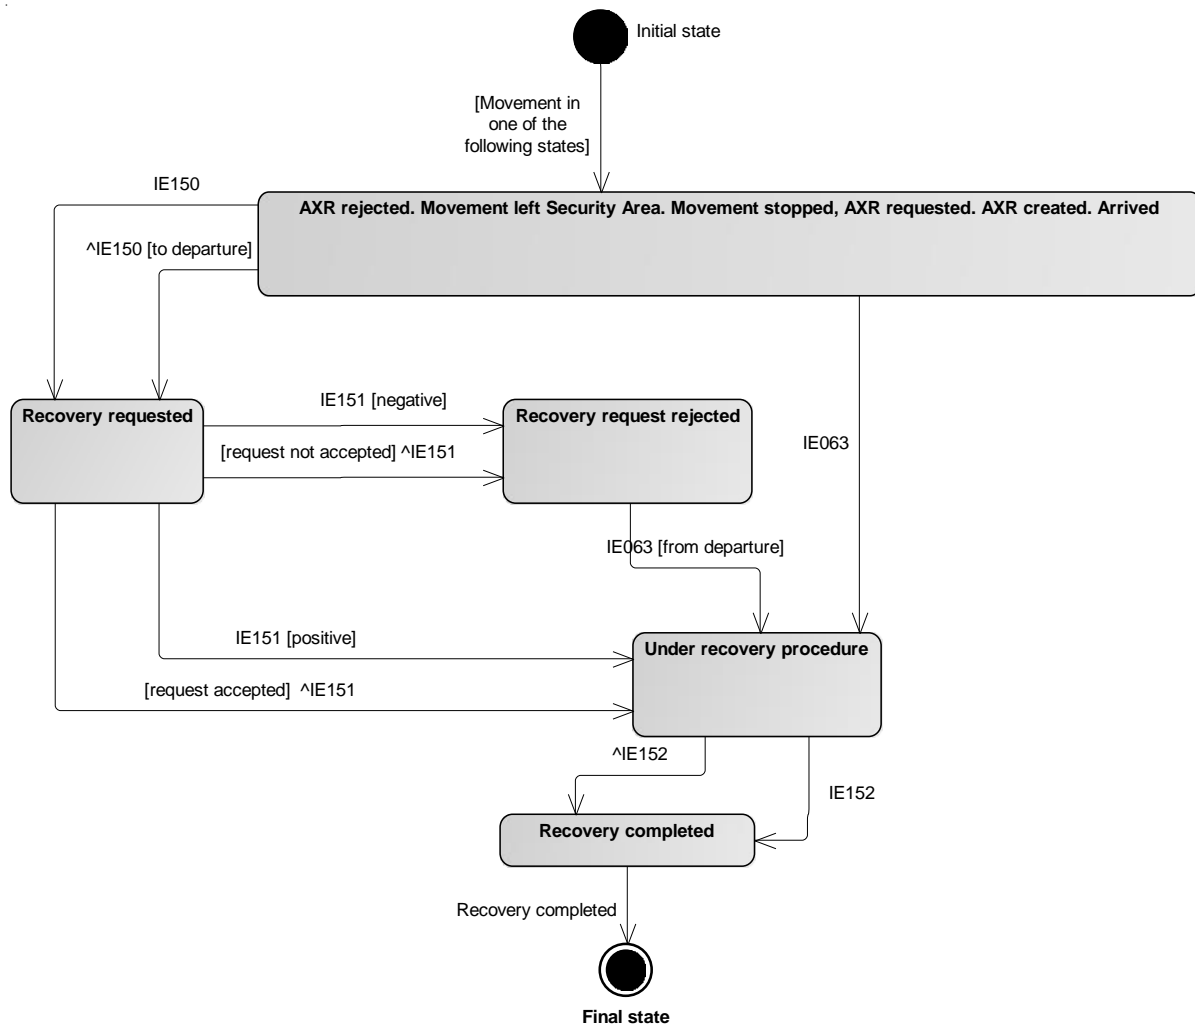 Initial state
[Movement in
one of the
following states]
IE150
AXR rejected. Movement left Security Area. Movement stopped, AXR requested. AXR created. Arrived
^IE150 [to departure]
Recovery requested
IE151 [negative]
Recovery request rejected
[request not accepted] ^IE151
IE063
IE063 [from departure]
IE151 [positive]
Under recovery procedure
[request accepted]  ^IE151
^IE152
IE152
Recovery completed
Recovery completed
Final state